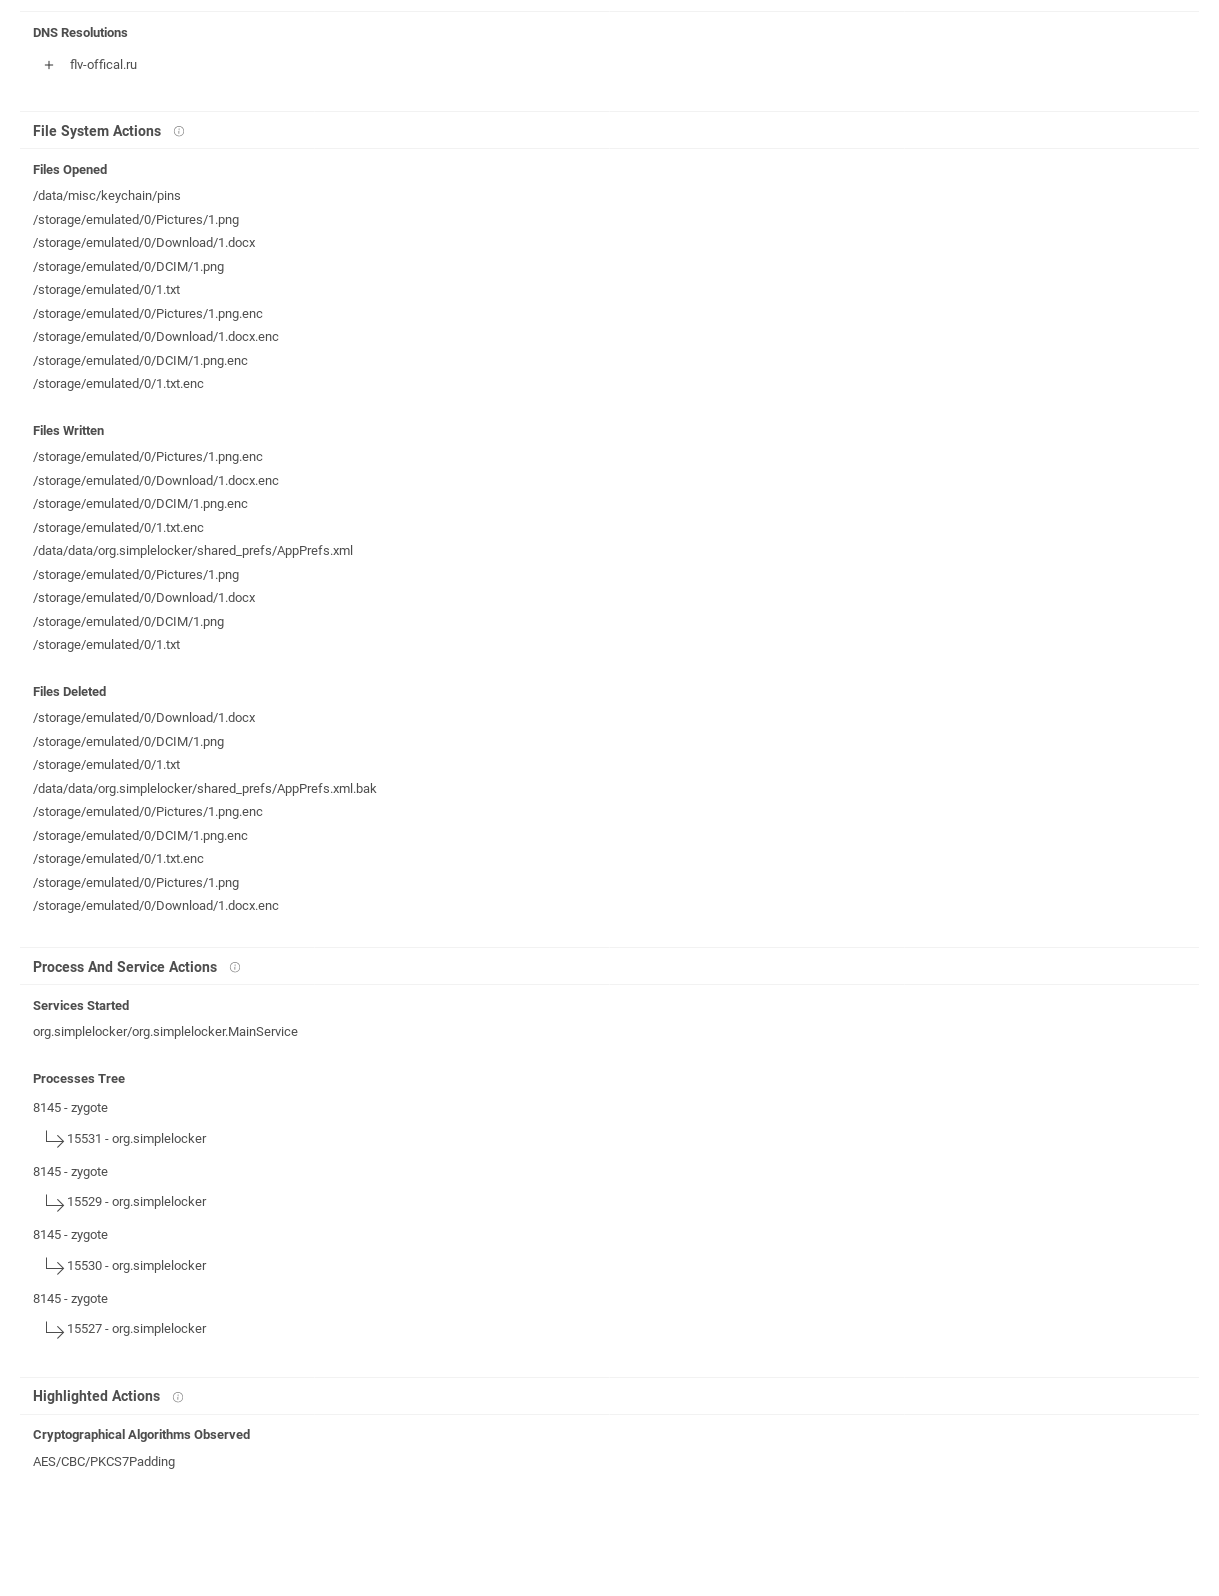 DNS Resolutions
+ flv-offical.ru
File System Actions
Files Opened
/data/misc/keychain/pins
/storage/emulated/0/Pictures/1.png
/storage/emulated/0/Download/1.docx
/storage/emulated/0/DCIM/1.png
/storage/emulated/0/1.txt
/storage/emulated/0/Pictures/1.png.enc
/storage/emulated/0/Download/1.docx.enc
/storage/emulated/0/DCIM/1.png.enc
/storage/emulated/0/1.txt.enc
Files Written
/storage/emulated/0/Pictures/1.png.enc
/storage/emulated/0/Download/1.docx.enc
/storage/emulated/0/DCIM/1.png.enc
/storage/emulated/0/1.txt.enc
/data/data/org.simplelocker/shared_prefs/AppPrefs.xml
/storage/emulated/0/Pictures/1.png
/storage/emulated/0/Download/1.docx
/storage/emulated/0/DCIM/1.png
/storage/emulated/0/1.txt
Files Deleted
/storage/emulated/0/Download/1.docx
/storage/emulated/0/DCIM/1.png
/storage/emulated/0/1.txt
/data/data/org.simplelocker/shared_prefs/AppPrefs.xml.bak
/storage/emulated/0/Pictures/1.png.enc
/storage/emulated/0/DCIM/1.png.enc
/storage/emulated/0/1.txt.enc
/storage/emulated/0/Pictures/1.png
/storage/emulated/0/Download/1.docx.enc
Process And Service Actions
Services Started
org.simplelocker/org.simplelocker.MainService
Processes Tree
8145 - zygote
15531 - org.simplelocker
8145 - zygote
15529 - org.simplelocker
8145 - zygote
15530 - org.simplelocker
8145 - zygote
15527 - org.simplelocker
Highlighted Actions
Cryptographical Algorithms Observed
AES/CBC/PKCS7Padding